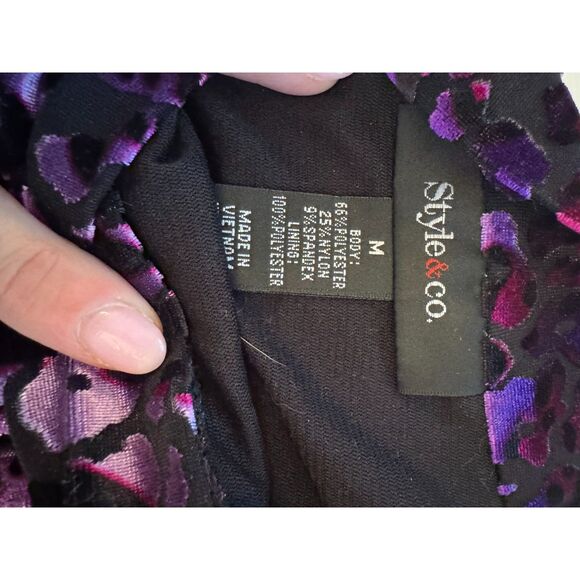 Style&co.
M
BODY:
66%POLYESTER
25%NYLON
9%SPANDEX
LINING:
100%POLYESTER
MADE IN
VIETNAM